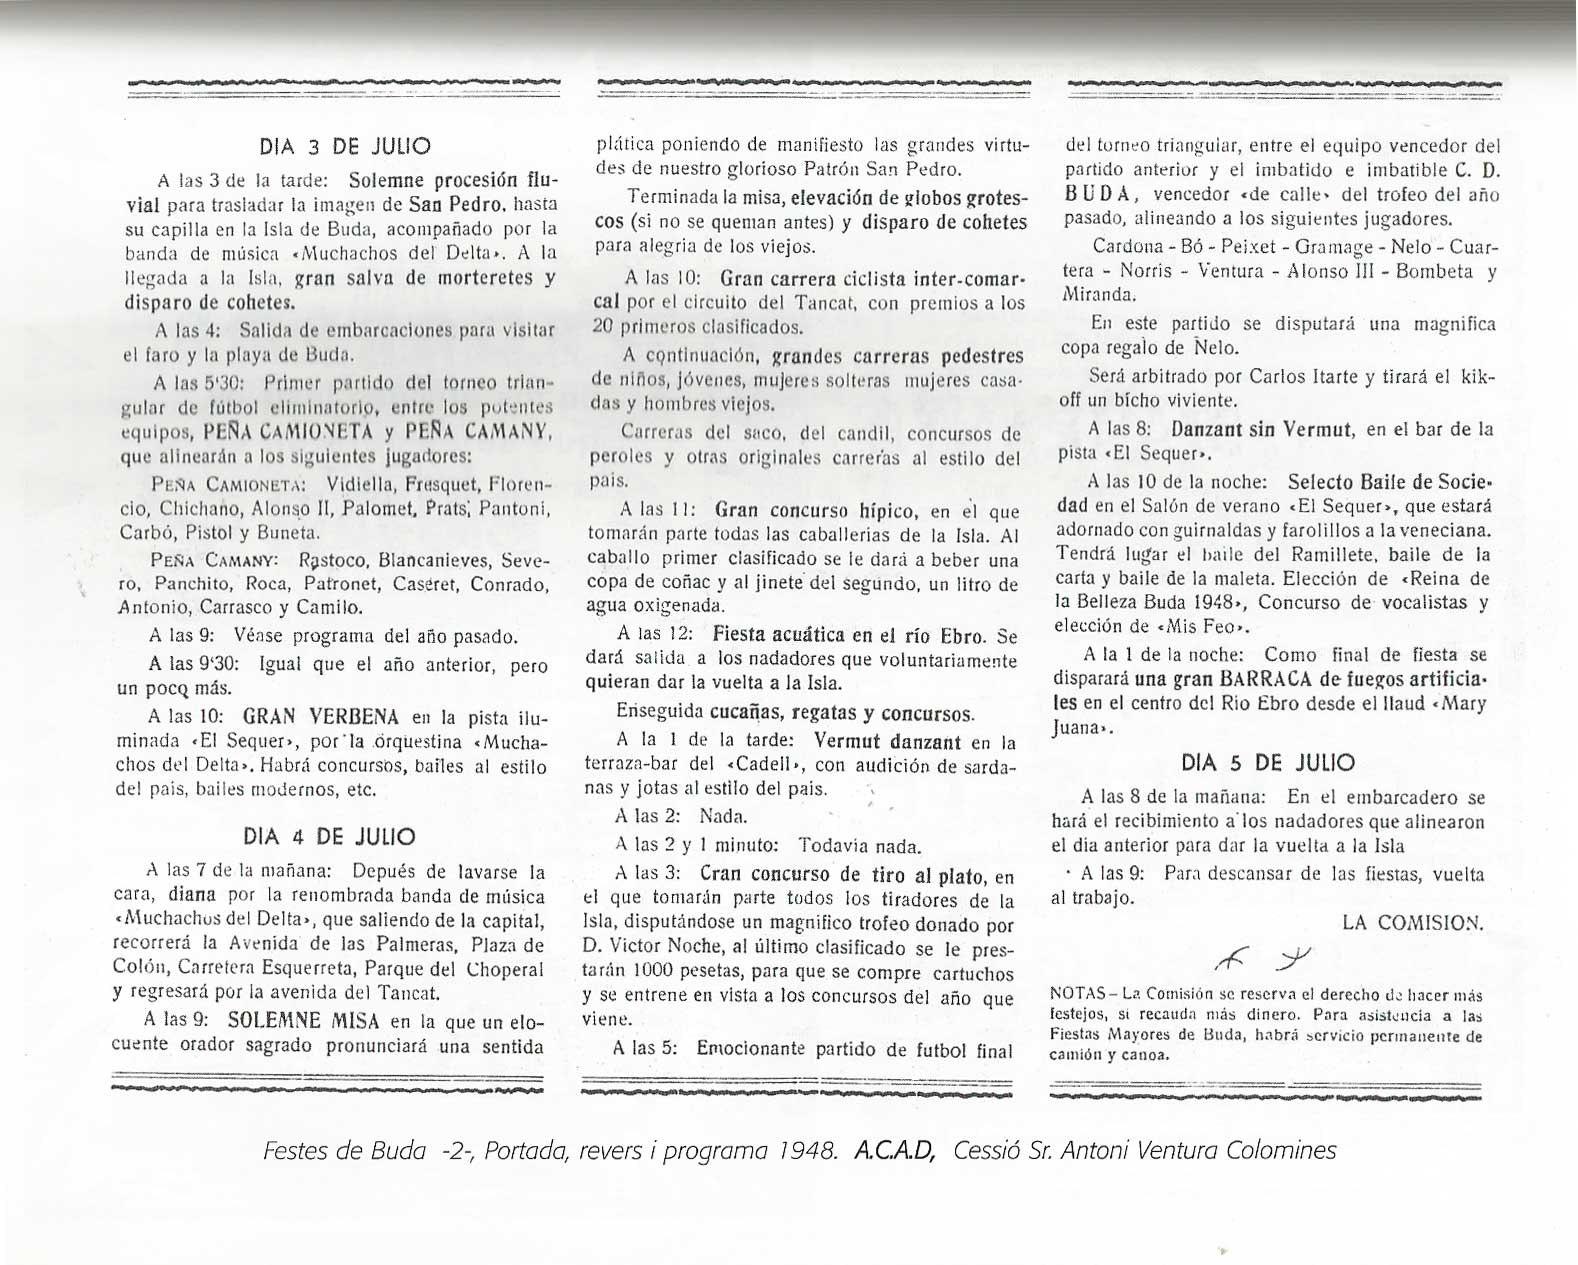 DIA 3 DE JULIO
A las 3 de la tarde: Solemne procesión flu-
vial para trasladar la imagen de San Pedro, hasta
su capilla en la Isla de Buda, acompañado por la
banda de música «Muchachos del Delta». A la
llegada a la Isla, gran salva de morteretes y
disparo de cohetes.
A las 4: Salida de embarcaciones para visitar
el faro y la playa de Buda.
A las 5'30: Primer partido del torneo trian-
gular de fútbol eliminatorio, entre los potentes
equipos, PEÑA CAMIONETA y PEÑA CAMANY,
que alinearán a los siguientes jugadores:
PEÑA CAMIONETA: Vidiella, Fresquet, Floren-
cio, Chichano, Alonso II, Palomet, Prats, Pantoni,
Carbó, Pistol y Buneta.
PEÑA CAMANY: Rastoco, Blancanieves, Seve-
ro, Panchito, Roca, Patronet, Caseret, Conrado,
Antonio, Carrasco y Camilo.
A las 9: Véase programa del año pasado.
A las 9'30: Igual que el año anterior, pero
un poco más.
A las 10: GRAN VERBENA en la pista ilu-
minada «El Sequer», por la orquestina «Mucha-
chos del Delta». Habrá concursos, bailes al estilo
del pais, bailes modernos, etc.
DIA 4 DE JULIO
A las 7 de la mañana: Depués de lavarse la
cara, diana por la renombrada banda de música
«Muchachos del Delta», que saliendo de la capital,
recorrerá la Avenida de las Palmeras, Plaza de
Colón, Carretera Esquerreta, Parque del Choperal
y regresará por la avenida del Tancat.
A las 9: SOLEMNE MISA en la que un elo-
cuente orador sagrado pronunciará una sentida
plática poniendo de manifiesto las grandes virtu-
des de nuestro glorioso Patrón San Pedro.
Terminada la misa, elevación de globos grotes-
cos (si no se queman antes) y disparo de cohetes
para alegria de los viejos.
A las 10: Gran carrera ciclista inter-comar-
cal por el circuito del Tancat, con premios a los
20 primeros clasificados.
A continuación, grandes carreras pedestres
de niños, jóvenes, mujeres solteras mujeres casa-
das y hombres viejos.
Carreras del saco, del candil, concursos de
peroles y otras originales carreras al estilo del
pais.
A las 11: Gran concurso hípico, en el que
tomarán parte todas las caballerias de la Isla. Al
caballo primer clasificado se le dará a beber una
copa de coñac y al jinete del segundo, un litro de
agua oxigenada.
A las 12: Fiesta acuática en el río Ebro. Se
dará salida a los nadadores que voluntariamente
quieran dar la vuelta a la Isla.
Enseguida cucañas, regatas y concursos.
A la 1 de la tarde: Vermut danzant en la
terraza-bar del «Cadell», con audición de sarda-
nas y jotas al estilo del pais.
A las 2: Nada.
A las 2 y 1 minuto: Todavia nada.
A las 3: Cran concurso de tiro al plato, en
el que tomarán parte todos los tiradores de la
Isla, disputándose un magnifico trofeo donado por
D. Victor Noche, al último clasificado se le pres-
tarán 1000 pesetas, para que se compre cartuchos
y se entrene en vista a los concursos del año que
viene.
A las 5: Emocionante partido de futbol final
del torneo triangular, entre el equipo vencedor del
partido anterior y el imbatido e imbatible C. D.
BUDA, vencedor «de calle» del trofeo del año
pasado, alineando a los siguientes jugadores.
Cardona - Bó - Peixet - Gramage - Nelo - Cuar-
tera - Norris - Ventura - Alonso III - Bombeta y
Miranda.
En este partido se disputará una magnifica
copa regalo de Nelo.
Será arbitrado por Carlos Itarte y tirará el kik-
off un bicho viviente.
A las 8: Danzant sin Vermut, en el bar de la
pista «El Sequer».
A las 10 de la noche: Selecto Baile de Socie-
dad en el Salón de verano «El Sequer», que estará
adornado con guirnaldas y farolillos a la veneciana.
Tendrá lugar el baile del Ramillete, baile de la
carta y baile de la maleta. Elección de «Reina de
la Belleza Buda 1948», Concurso de vocalistas y
elección de «Mis Feo».
A la 1 de la noche: Como final de fiesta se
disparará una gran BARRACA de fuegos artificia-
les en el centro del Rio Ebro desde el llaud «Mary
Juana».
DIA 5 DE JULIO
A las 8 de la mañana: En el embarcadero se
hará el recibimiento a los nadadores que alinearon
el dia anterior para dar la vuelta a la Isla
A las 9: Para descansar de las fiestas, vuelta
al trabajo.
LA COMISION.
NOTAS - La Comisión se reserva el derecho de hacer más
festejos, si recauda más dinero. Para asistencia a las
Fiestas Mayores de Buda, habrá servicio permanente de
camión y canoa.
Festes de Buda -2-, Portada, revers i programa 1948. A.C.A.D, Cessió Sr. Antoni Ventura Colomines